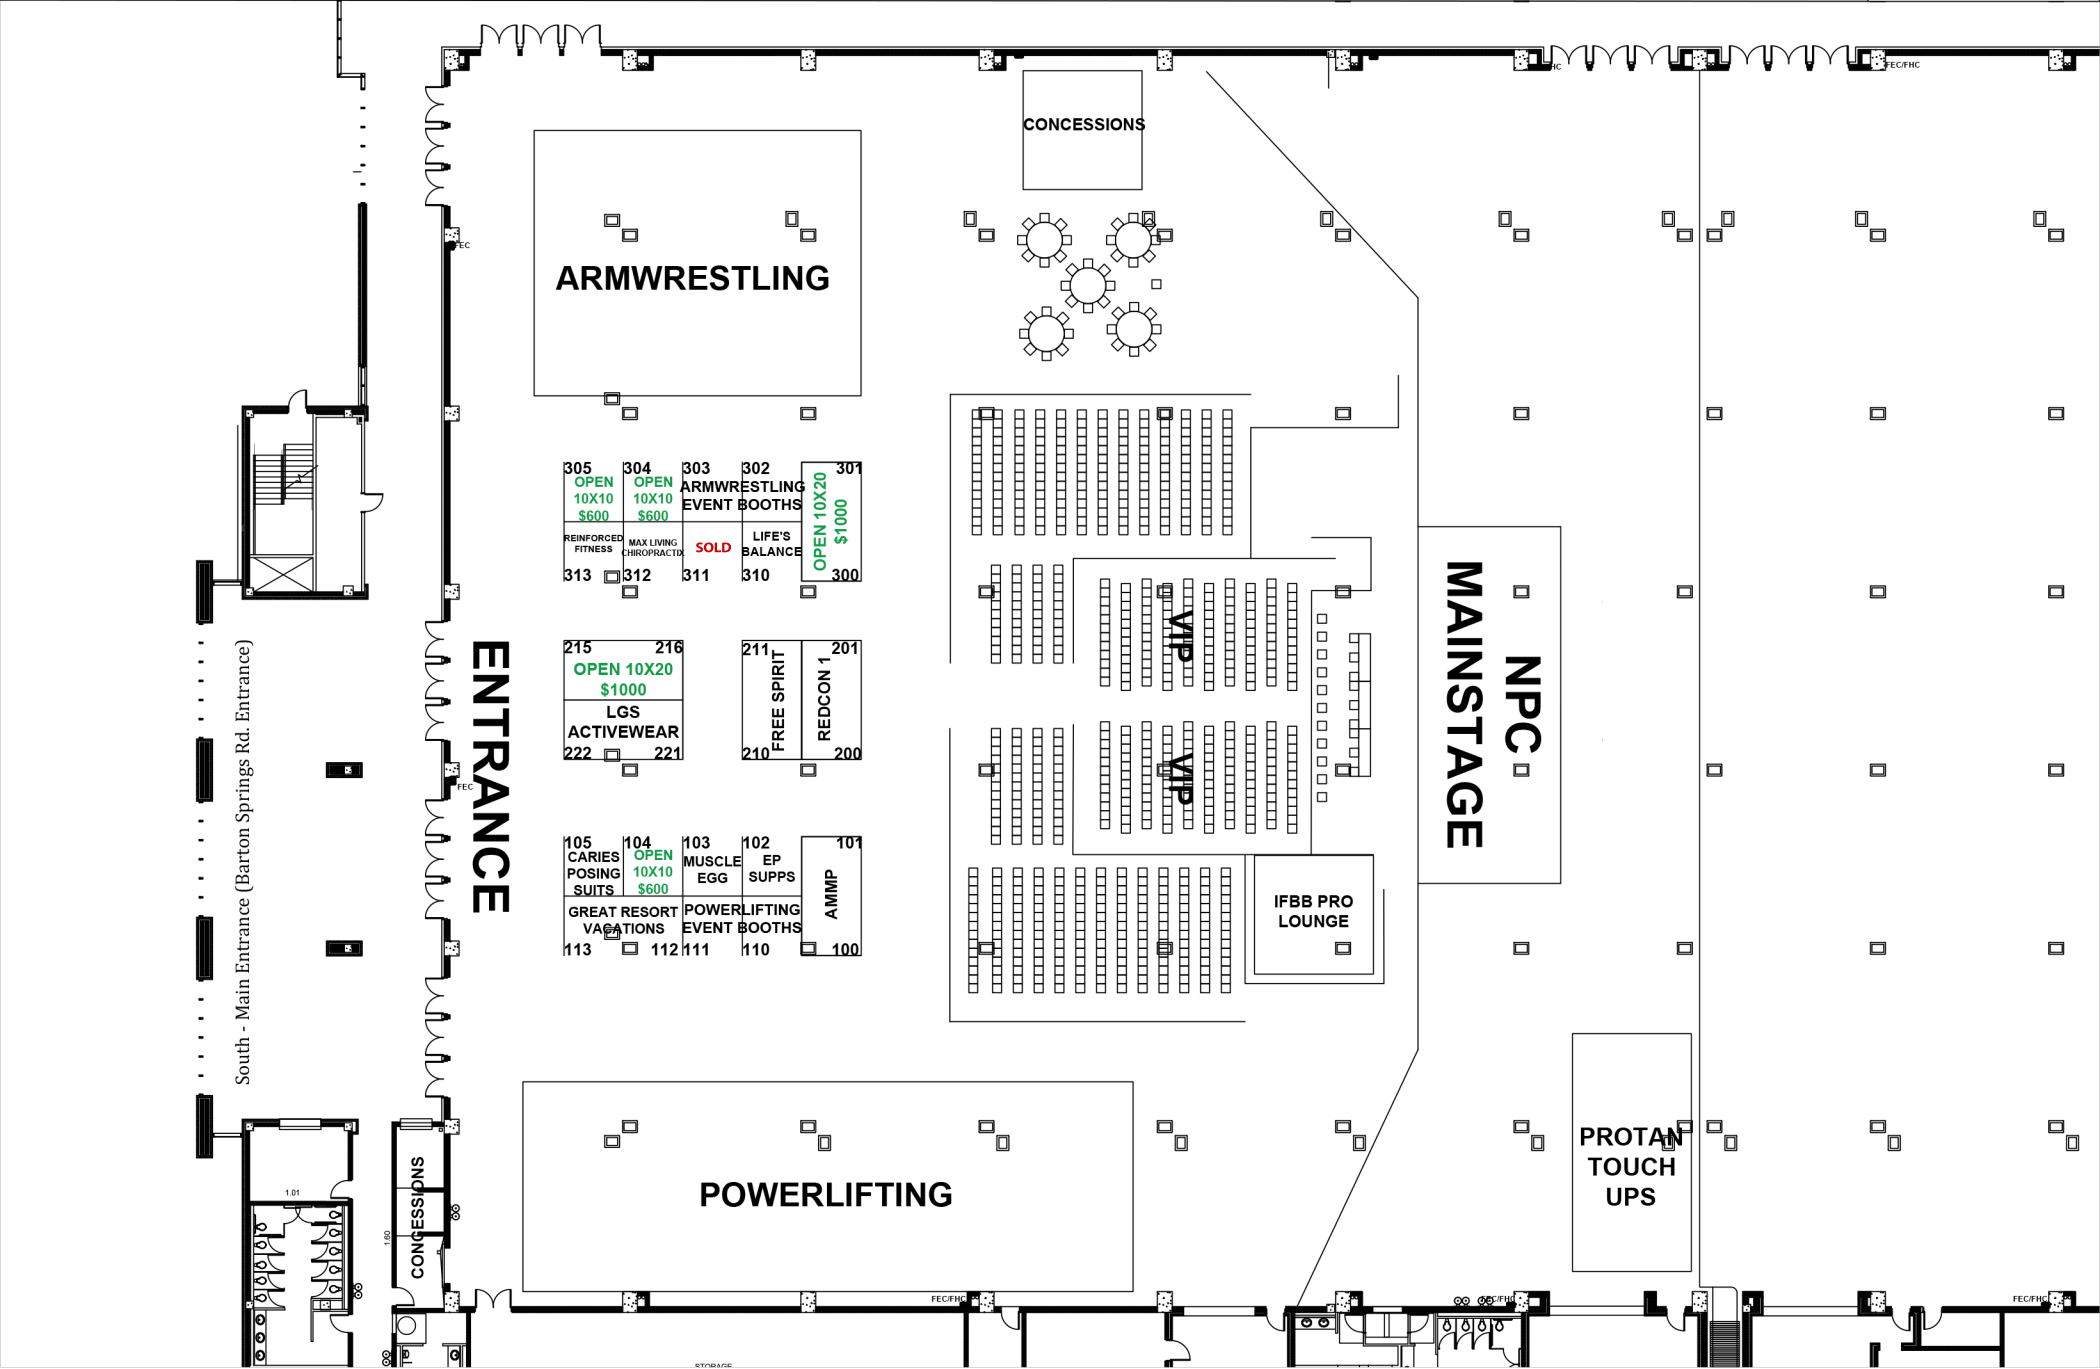 FHC
FEC/FHC
CONCESSIONS
FEC
ARMWRESTLING
305
304
303
302
301
OPEN
10X10
$600
OPEN
10X10
$600
ARMWRESTLING
EVENT BOOTHS
OPEN 10X20
$1000
REINFORCED
FITNESS
MAX LIVING
CHIROPRACTIX
SOLD
LIFE'S
BALANCE
313
312
311
310
300
ENTRANCE
South - Main Entrance (Barton Springs Rd. Entrance)
215
216
211
201
OPEN 10X20
$1000
LGS
ACTIVEWEAR
FREE SPIRIT
REDCON 1
222
221
210
200
FEC
VIP
VIP
NPC
MAINSTAGE
105
104
103
102
101
CARIES
POSING
SUITS
OPEN
10X10
$600
MUSCLE
EGG
EP
SUPPS
AMMP
GREAT RESORT
VACATIONS
POWERLIFTING
EVENT BOOTHS
113
112
111
110
100
IFBB PRO
LOUNGE
PROTAN
TOUCH
UPS
POWERLIFTING
CONCESSIONS
1.01
1.60
FEC/FHC
FEC/FHC
FEC/FHC
STORAGE